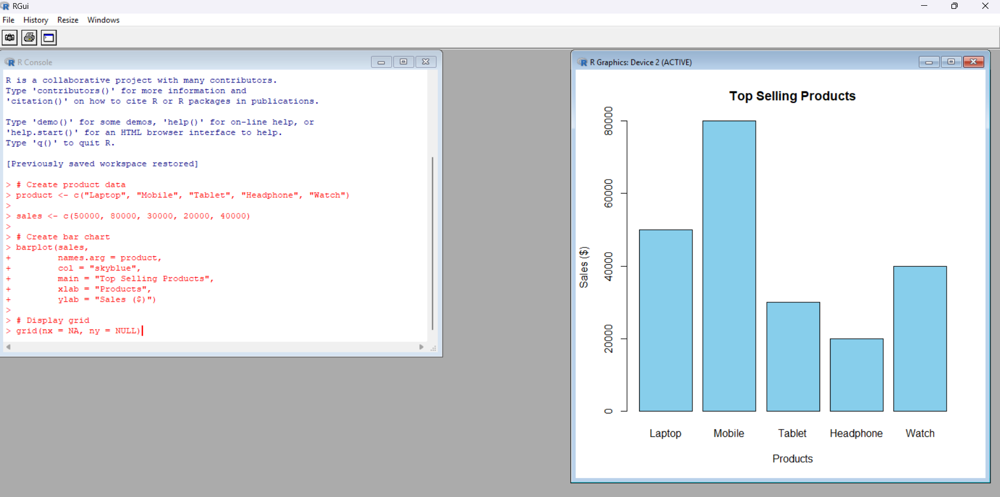 RGui
File History Resize Windows
R Console
R is a collaborative project with many contributors.
Type 'contributors()' for more information and
'citation()' on how to cite R or R packages in publications.
Type 'demo()' for some demos, 'help()' for on-line help, or
'help.start()' for an HTML browser interface to help.
Type 'q()' to quit R.
[Previously saved workspace restored]
> # Create product data
> product <- c("Laptop", "Mobile", "Tablet", "Headphone", "Watch")
>
> sales <- c(50000, 80000, 30000, 20000, 40000)
>
> # Create bar chart
> barplot(sales,
+         names.arg = product,
+         col = "skyblue",
+         main = "Top Selling Products",
+         xlab = "Products",
+         ylab = "Sales ($)")
>
> # Display grid
> grid(nx = NA, ny = NULL)
R Graphics: Device 2 (ACTIVE)
Top Selling Products
Sales ($)
80000
60000
40000
20000
0
Laptop Mobile Tablet Headphone Watch
Products